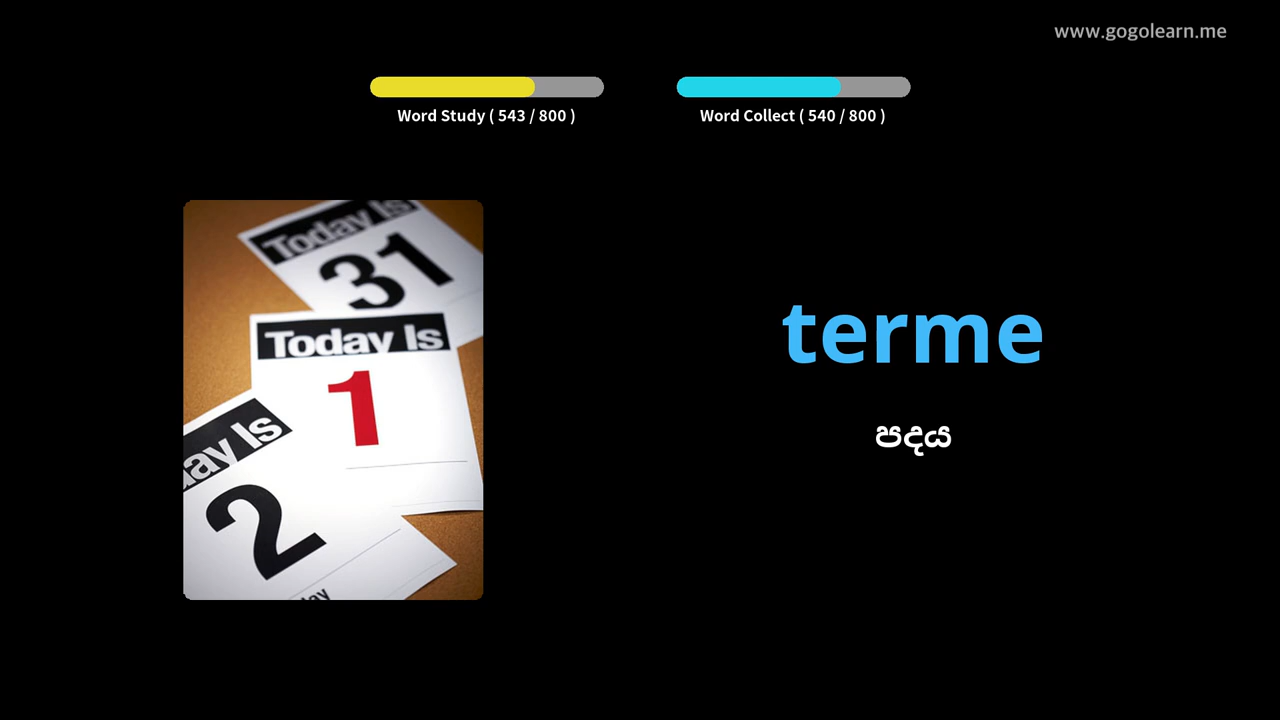 www.gogolearn.me
Word Study ( 543 / 800 )
Word Collect ( 540 / 800 )
Today Is
31
Today Is
1
ay Is
2
terme
පදය